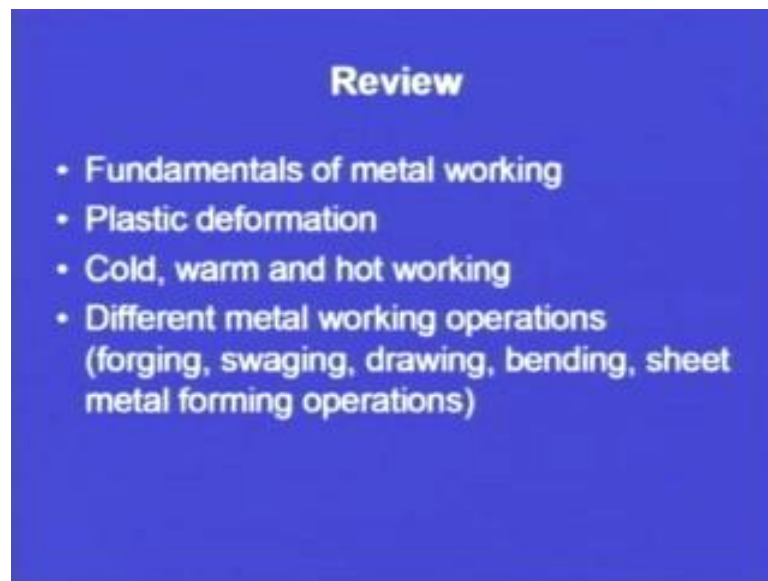 Review
• Fundamentals of metal working
• Plastic deformation
• Cold, warm and hot working
• Different metal working operations
(forging, swaging, drawing, bending, sheet
metal forming operations)